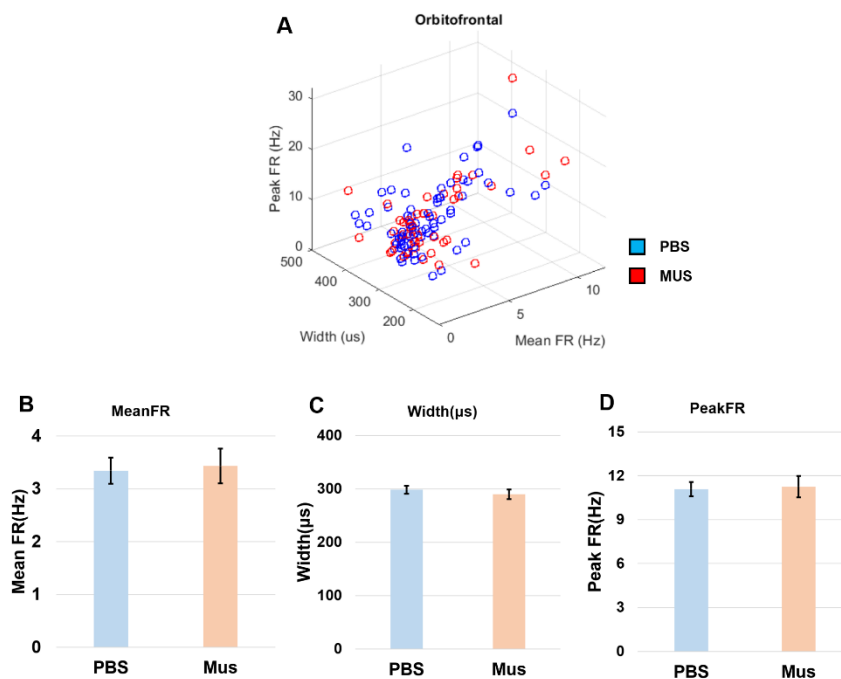 A
Orbitofrontal
Peak FR (Hz)
30
20
10
0
500
400
300
200
Width (us)
0
5
10
Mean FR (Hz)
PBS
MUS
B
MeanFR
Mean FR(Hz)
4
3
2
1
0
PBS
Mus
C
Width(µs)
Width(µs)
400
300
200
100
0
PBS
Mus
D
PeakFR
Peak FR(Hz)
15
12
9
6
3
0
PBS
Mus